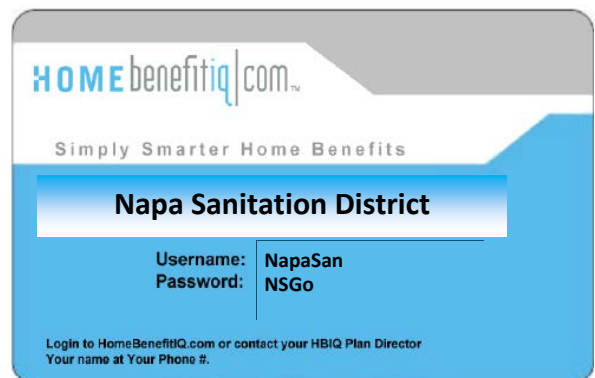 HOMEbenefitiq|com™
Simply Smarter Home Benefits
Napa Sanitation District
Username: NapaSan
Password: NSGo
Login to HomeBenefitIQ.com or contact your HBIQ Plan Director
Your name at Your Phone #.